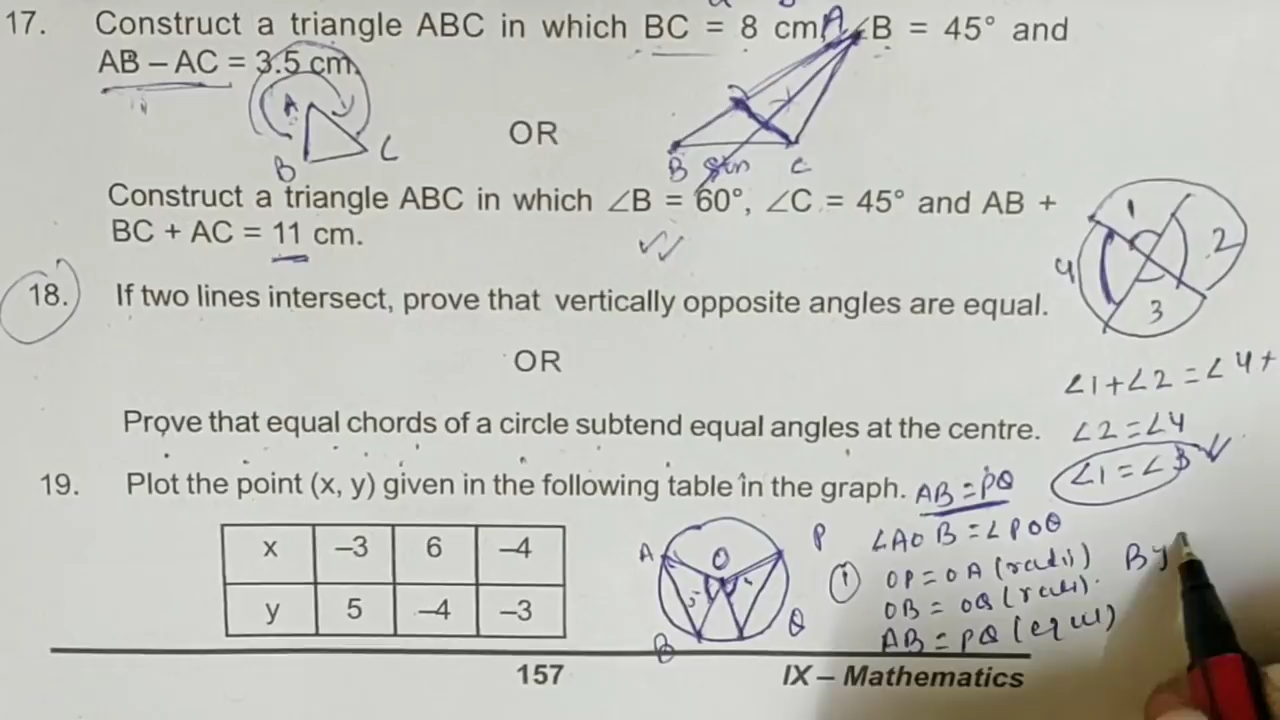 17. Construct a triangle ABC in which BC = 8 cm, ∠B = 45° and
AB – AC = 3.5 cm.
A
B C
A
B C
OR
Construct a triangle ABC in which ∠B = 60°, ∠C = 45° and AB +
BC + AC = 11 cm.
1
2
3
4
18. If two lines intersect, prove that vertically opposite angles are equal.
OR
∠1+∠2=∠4+
Prove that equal chords of a circle subtend equal angles at the centre.
∠2=∠4
∠1=∠3
19. Plot the point (x, y) given in the following table in the graph.
AB=PQ
x –3 6 –4
y 5 –4 –3
A O P
B Q
∠AOB=∠POQ
① OP=OA (radii) By
OB=OQ (radii).
AB=PQ
157 IX – Mathematics